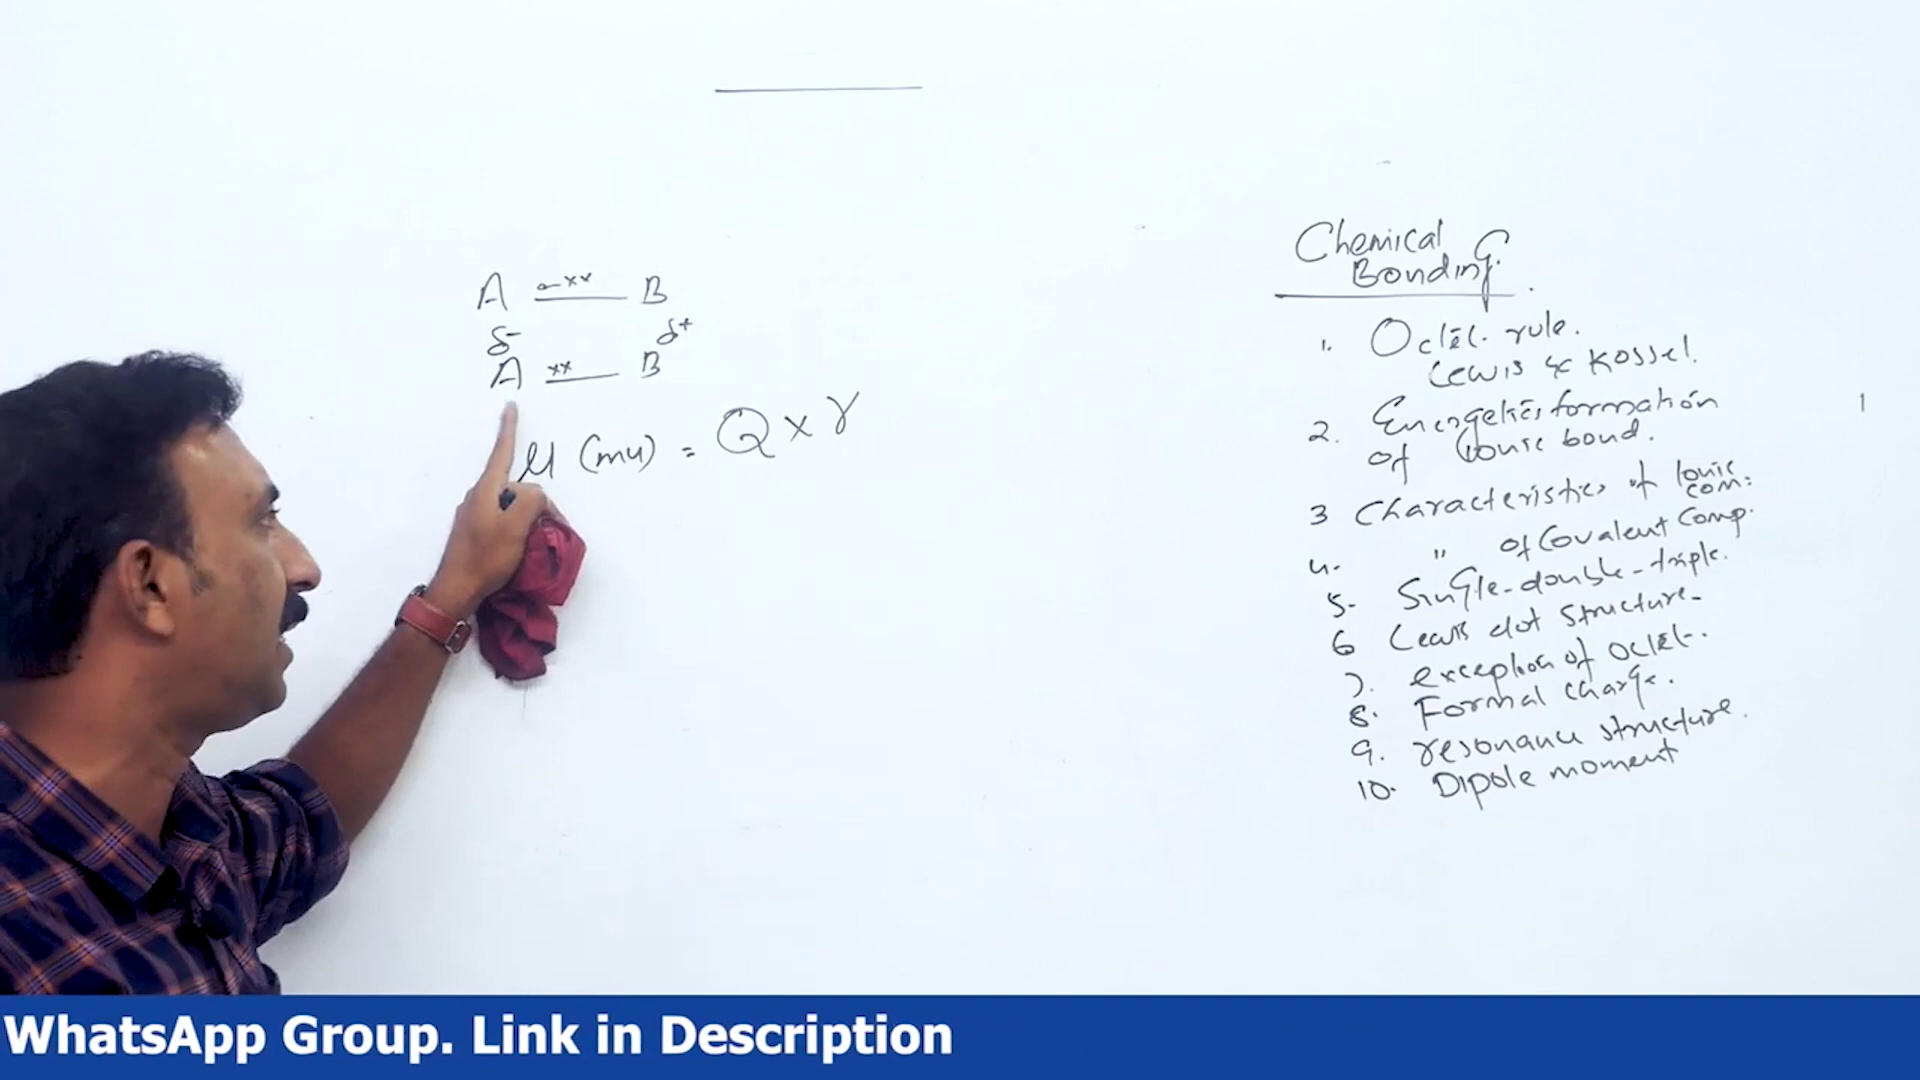 A xx B
δ- δ+
A xx B
μ (mu) = Q x r
Chemical
Bonding
1. Octet rule.
Lewis & Kossel.
2. Energetics formation
of Ionic bond.
3 Characteristics of Ionic
com:
4. " of Covalent Comp.
5. Single-double-triple.
6 Lewis dot structure-
7. exception of octet.
8. Formal charge.
9. resonance structure.
10. Dipole moment
WhatsApp Group. Link in Description